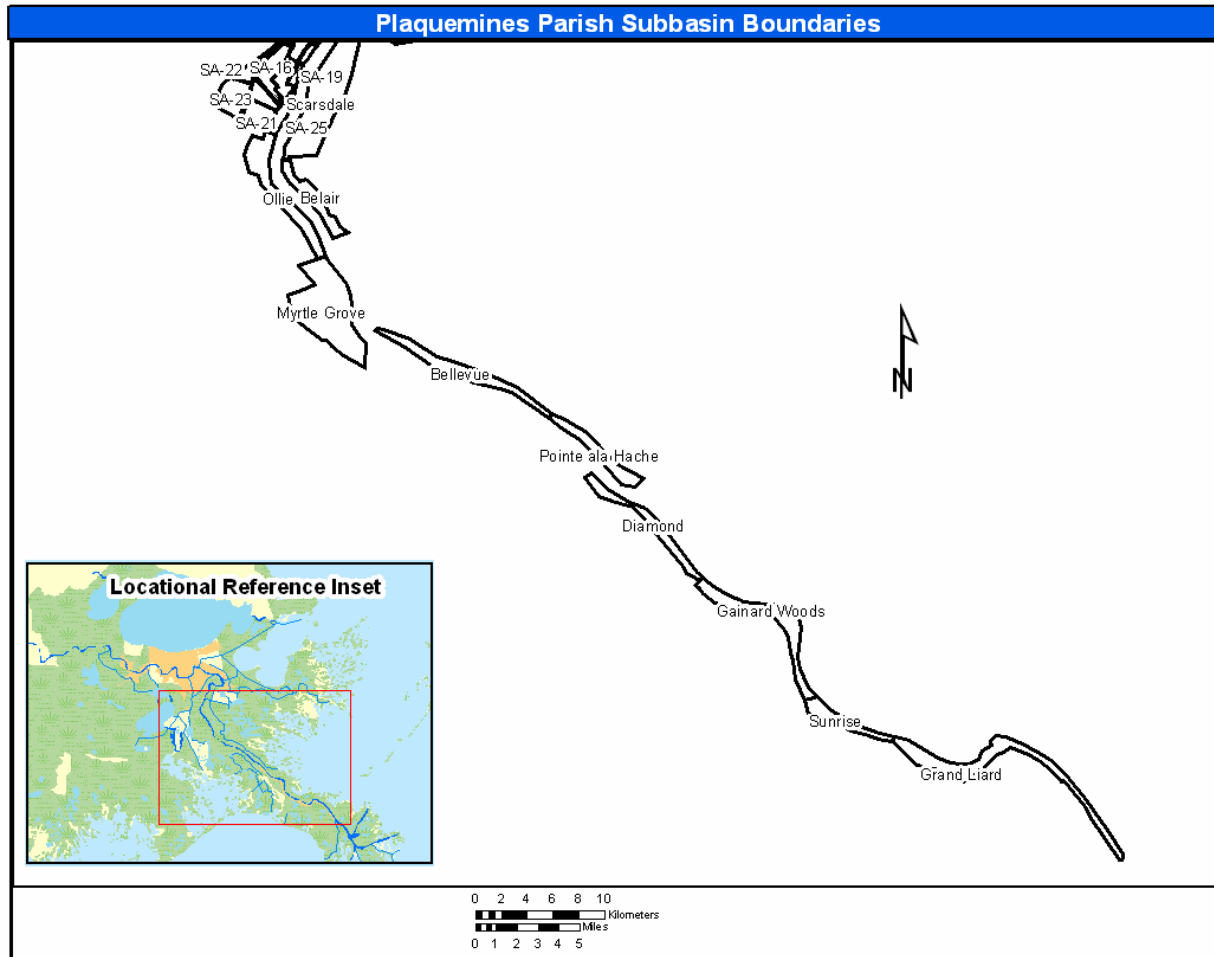 Plaquemines Parish Subbasin Boundaries
SA-22
SA-16
SA-19
SA-23
Scarsdale
SA-21
SA-25
Ollie
Belair
Myrtle Grove
Bellevue
Pointe ala Hache
Diamond
Gainard Woods
Sunrise
Grand Liard
N
Locational Reference Inset
0 2 4 6 8 10
Kilometers
Miles
0 1 2 3 4 5